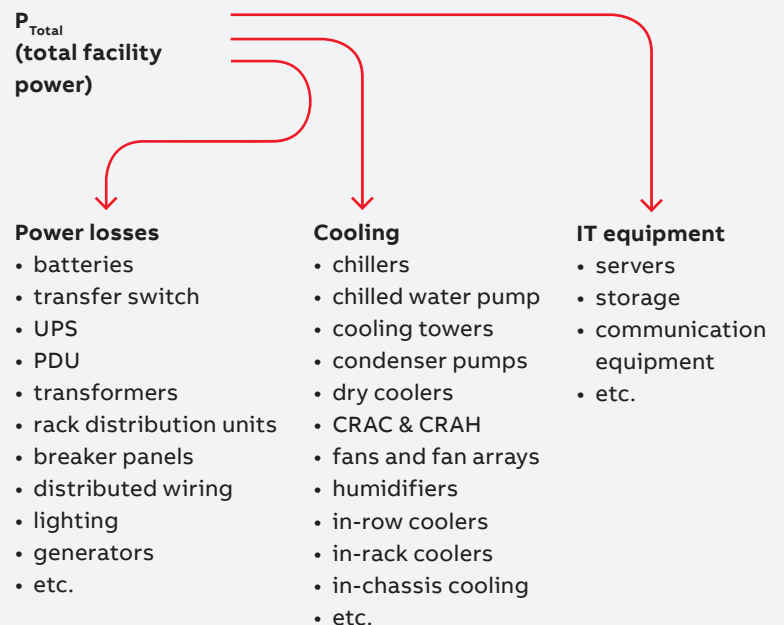 P_Total
(total facility
power)
Power losses
• batteries
• transfer switch
• UPS
• PDU
• transformers
• rack distribution units
• breaker panels
• distributed wiring
• lighting
• generators
• etc.
Cooling
• chillers
• chilled water pump
• cooling towers
• condenser pumps
• dry coolers
• CRAC & CRAH
• fans and fan arrays
• humidifiers
• in-row coolers
• in-rack coolers
• in-chassis cooling
• etc.
IT equipment
• servers
• storage
• communication
equipment
• etc.